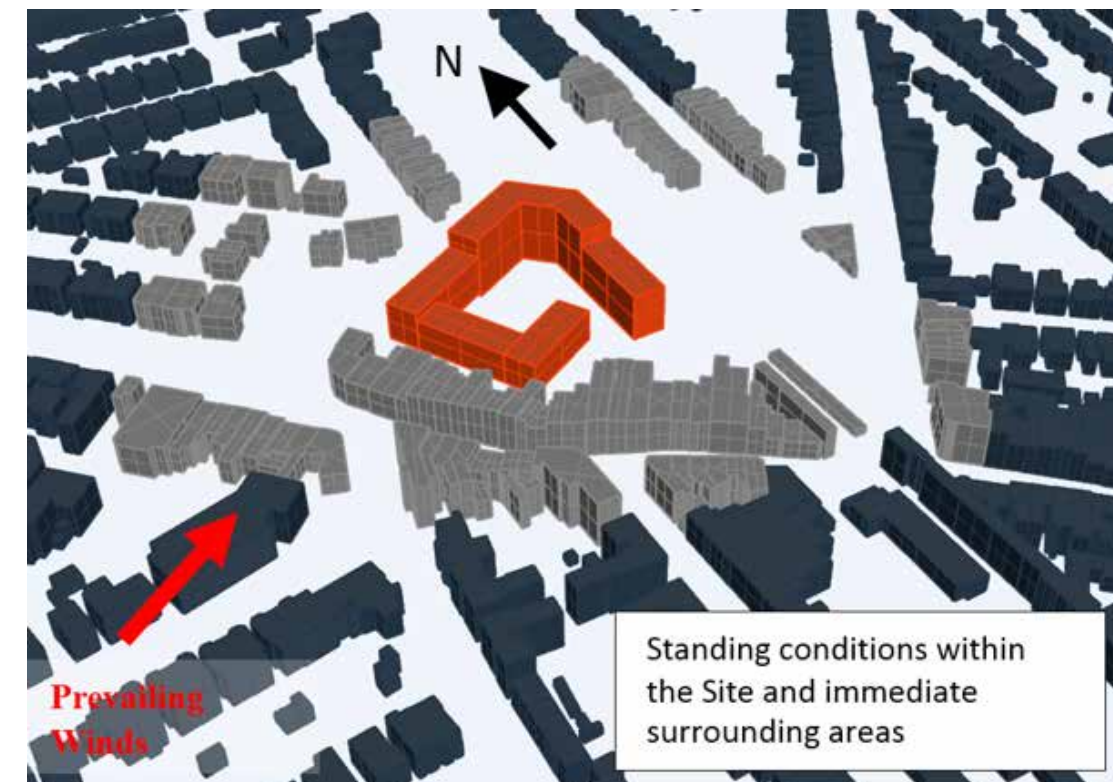 N
Prevailing
Winds
Standing conditions within
the Site and immediate
surrounding areas